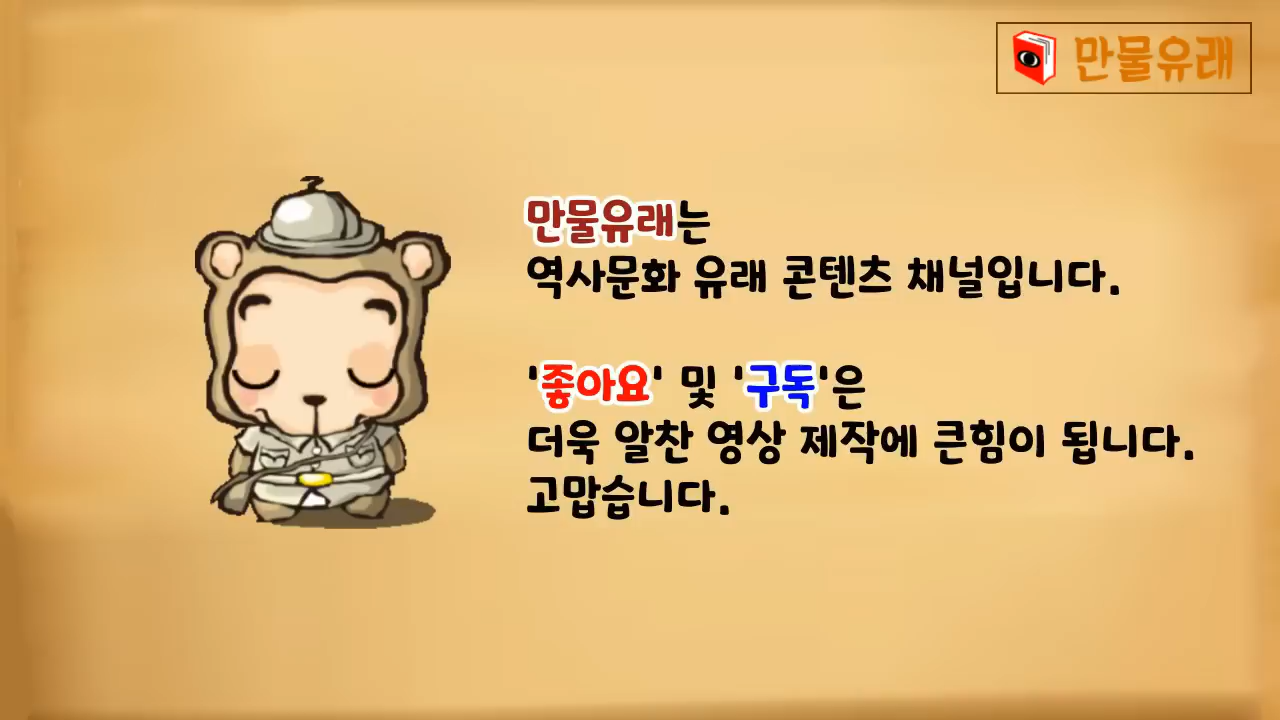 만물유래
만물유래는
역사문화 유래 콘텐츠 채널입니다.
'좋아요' 및 '구독'은
더욱 알찬 영상 제작에 큰힘이 됩니다.
고맙습니다.